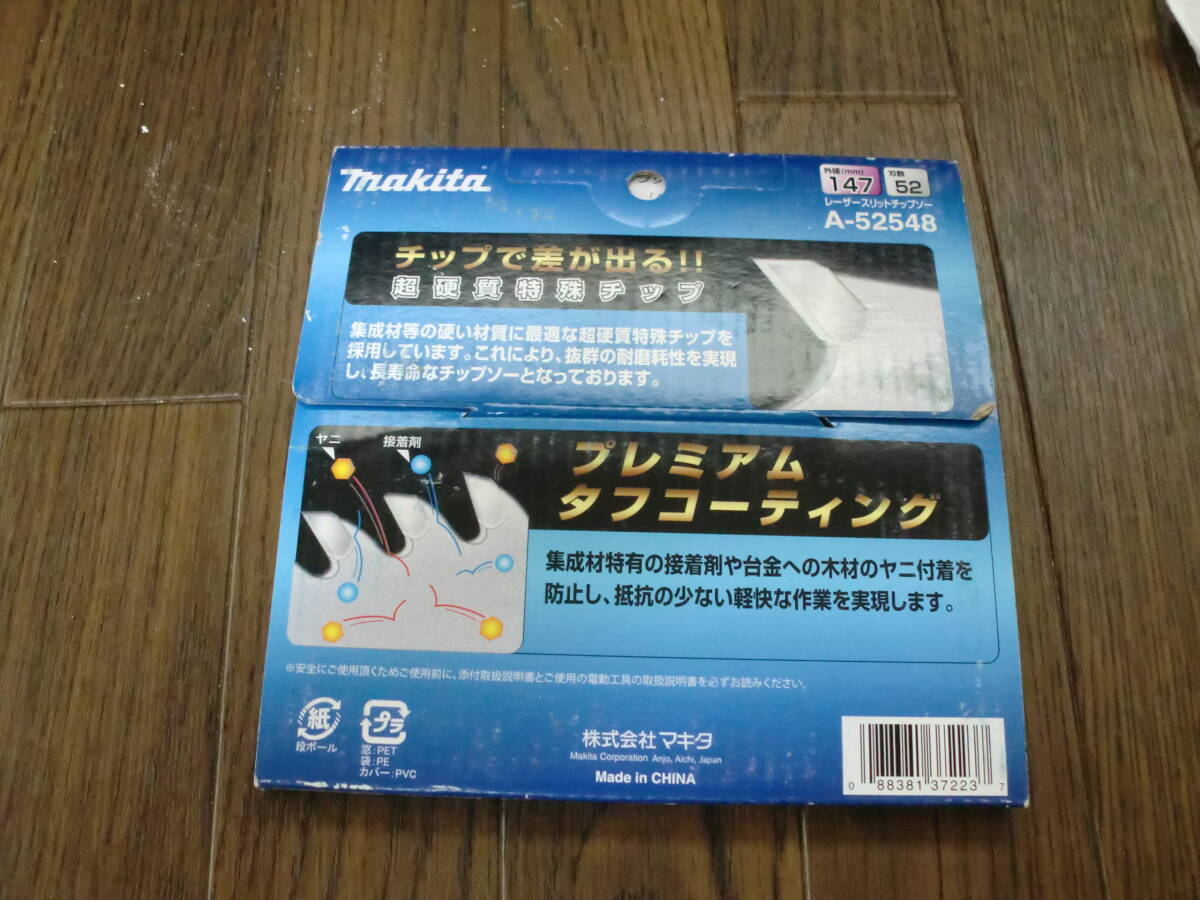 makita
外径(mm)
147
刃数
52
レーザースリットチップソー
A-52548
チップで差が出る!!
超硬質特殊チップ
集成材等の硬い材質に最適な超硬質特殊チップを
採用しています。これにより、抜群の耐磨耗性を実現
し、長寿命なチップソーとなっております。
ヤニ
接着剤
プレミアム
タフコーティング
集成材特有の接着剤や台金への木材のヤニ付着を
防止し、抵抗の少ない軽快な作業を実現します。
※安全にご使用頂くためご使用前に、添付取扱説明書とご使用の電動工具の取扱説明書を必ずお読みください。
紙
段ボール
プラ
窓:PET
袋:PE
カバー:PVC
株式会社マキタ
Makita Corporation Anjo, Aichi, Japan
Made in CHINA
0 88381 37223 7